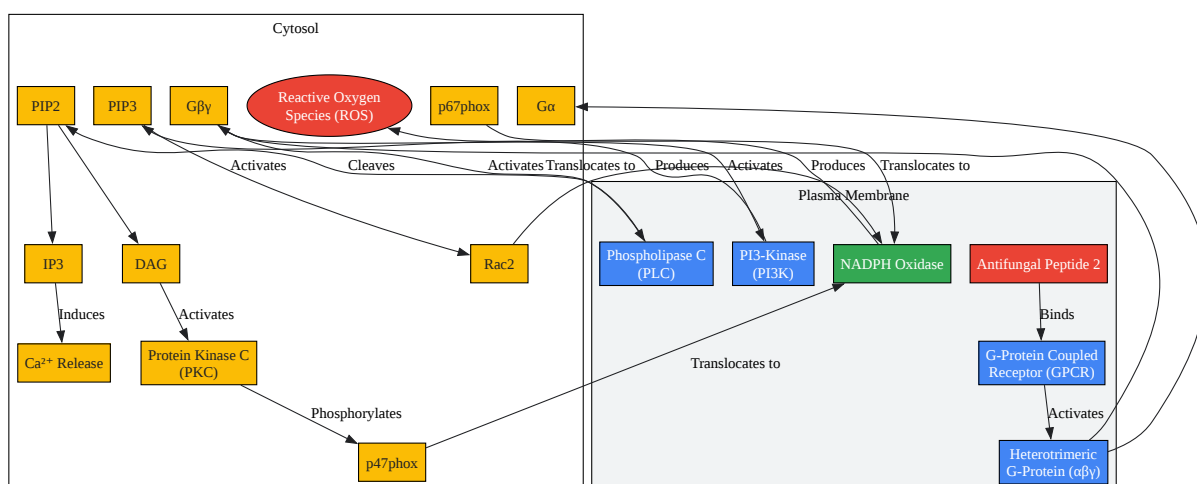 Cytosol
PIP2
PIP3
Gβγ
Reactive Oxygen
Species (ROS)
p67phox
Gα
Activates
Cleaves
Activates
Translocates to
Produces
Activates
Produces
Translocates to
Plasma Membrane
IP3
DAG
Rac2
Phospholipase C
(PLC)
PI3-Kinase
(PI3K)
NADPH Oxidase
Antifungal Peptide 2
Induces
Activates
Binds
Ca²⁺ Release
Protein Kinase C
(PKC)
Translocates to
G-Protein Coupled
Receptor (GPCR)
Phosphorylates
Activates
p47phox
Heterotrimeric
G-Protein (αβγ)